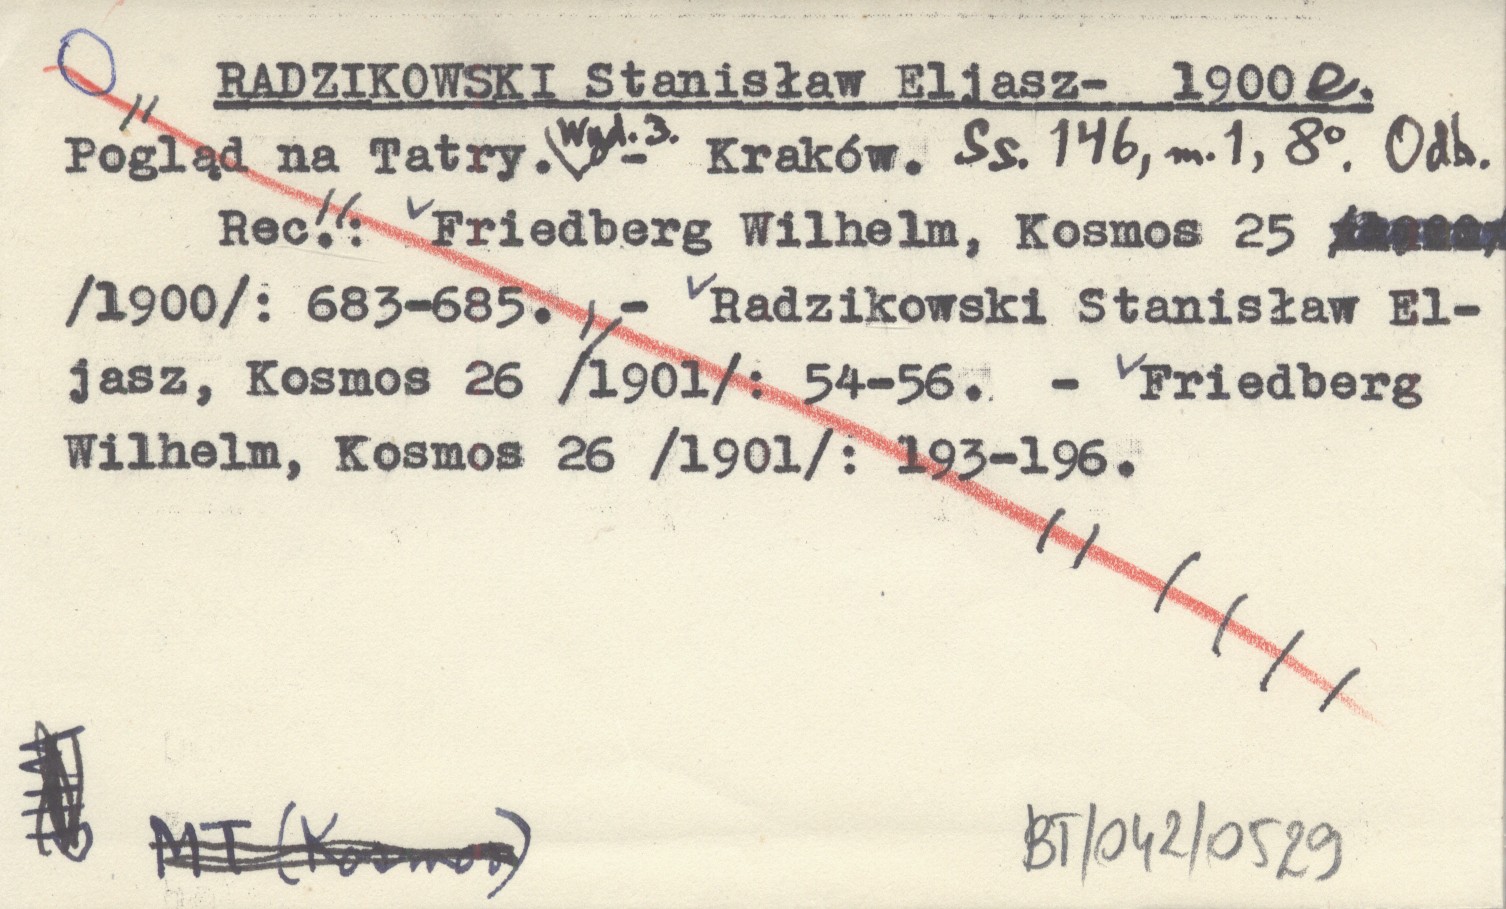 RADZIKOWSKI Stanisław Eljasz- 1900 e.
Pogląd na Tatry. Wyd. 3. - Kraków. Ss. 146, m. 1, 8°. Odb.
Rec.: Friedberg Wilhelm, Kosmos 25
/1900/: 683-685. - Radzikowski Stanisław El-
jasz, Kosmos 26 /1901/: 54-56. - Friedberg
Wilhelm, Kosmos 26 /1901/: 193-196.
MT (Kosmos)
BT/042/0529